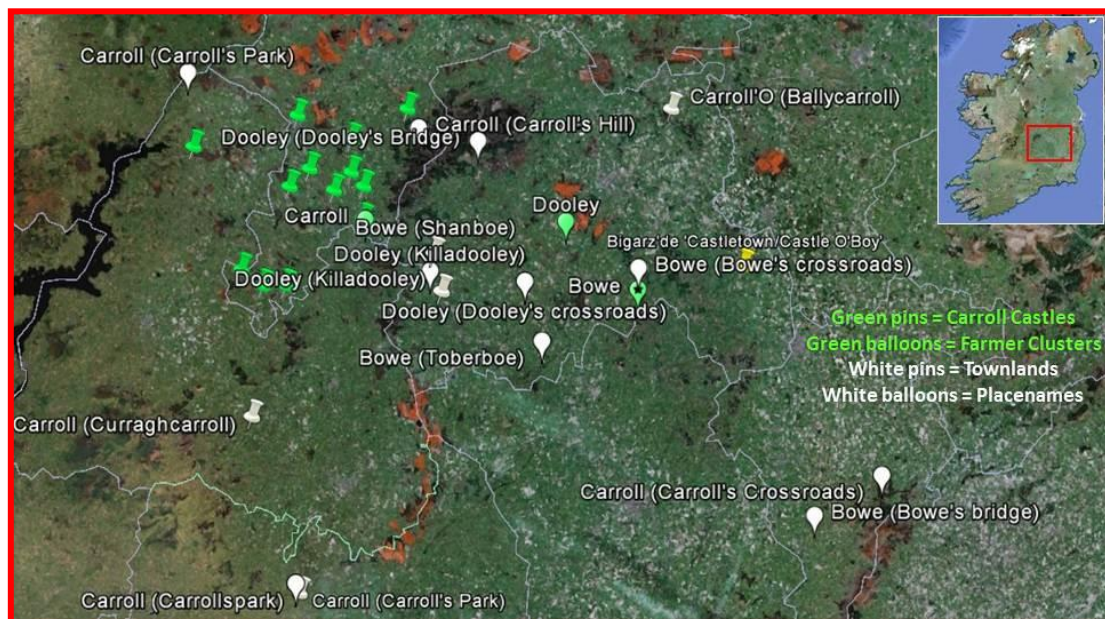 Carroll (Carroll's Park)
Carroll'O (Ballycarroll)
Carroll (Carroll's Hill)
Dooley (Dooley's Bridge)
Dooley
Carroll
Bowe (Shanboe)
Bigarz'de 'Castletown/Castle O'Boy'
Dooley (Killadooley)
Bowe (Bowe's crossroads)
Dooley (Killadooley)
Bowe
Dooley (Dooley's crossroads)
Green pins = Carroll Castles
Green balloons = Farmer Clusters
Bowe (Toberboe)
White pins = Townlands
White balloons = Placenames
Carroll (Curraghcarroll)
Carroll (Carroll's Crossroads)
Bowe (Bowe's bridge)
Carroll (Carrollspark)
Carroll (Carroll's Park)